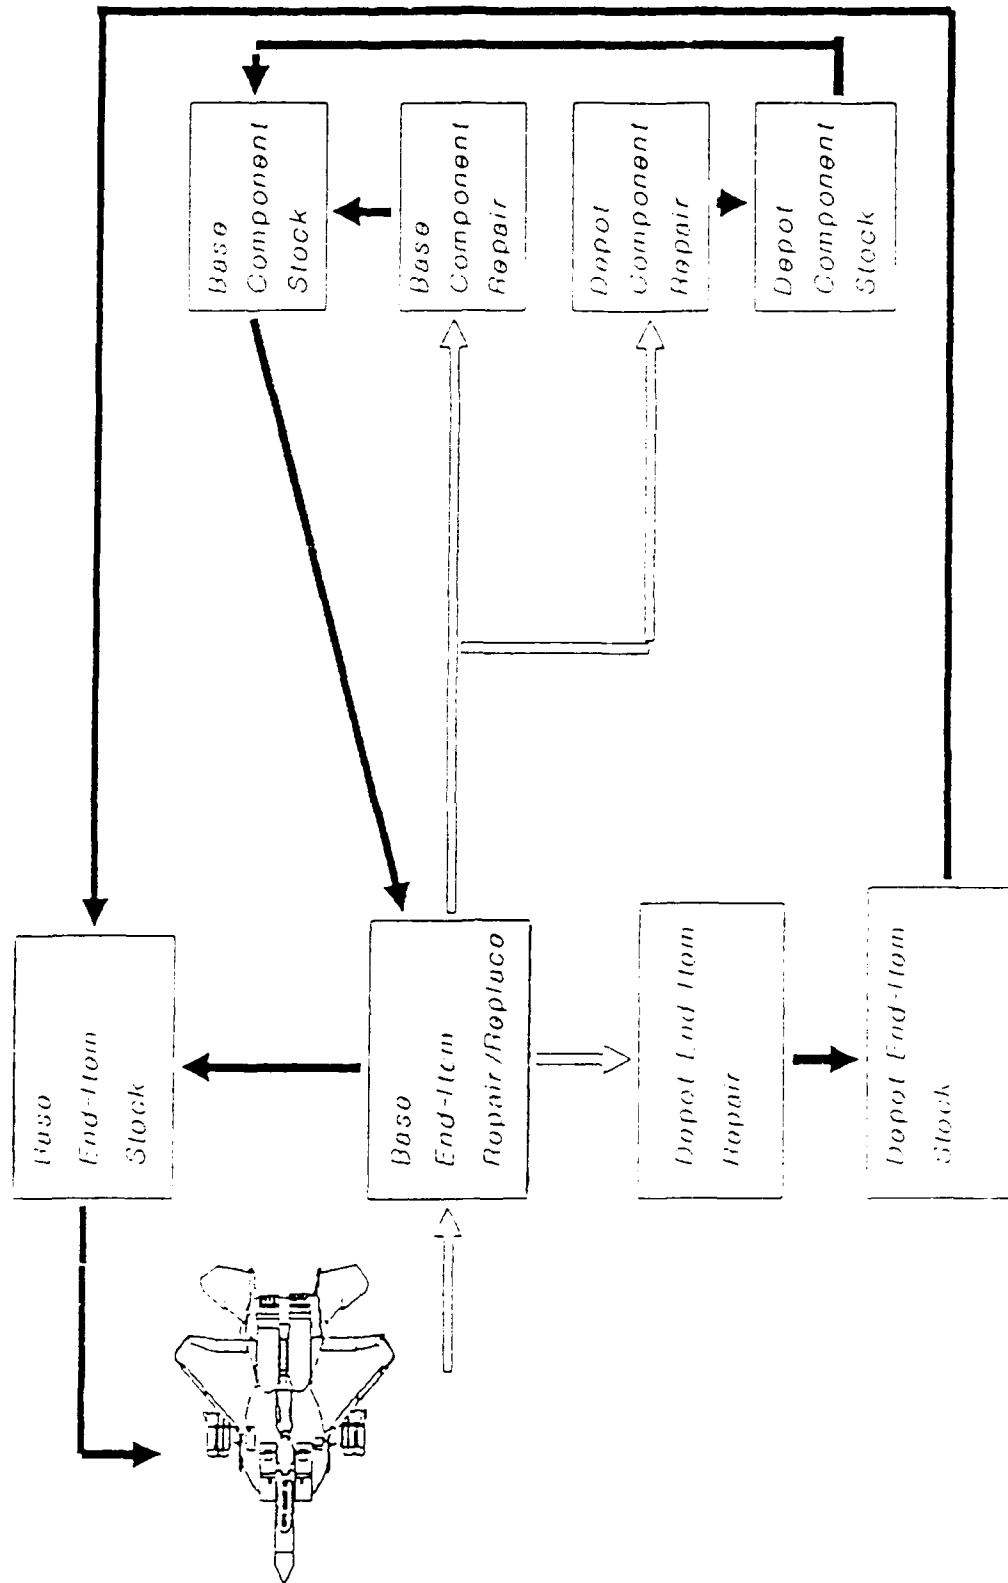 Base
End-Item
Stock
Base
End-Item
Repair/Replace
Depot End Item
Repair
Depot End-Item
Stock
Base
Component
Stock
Base
Component
Repair
Depot
Component
Repair
Depot
Component
Stock